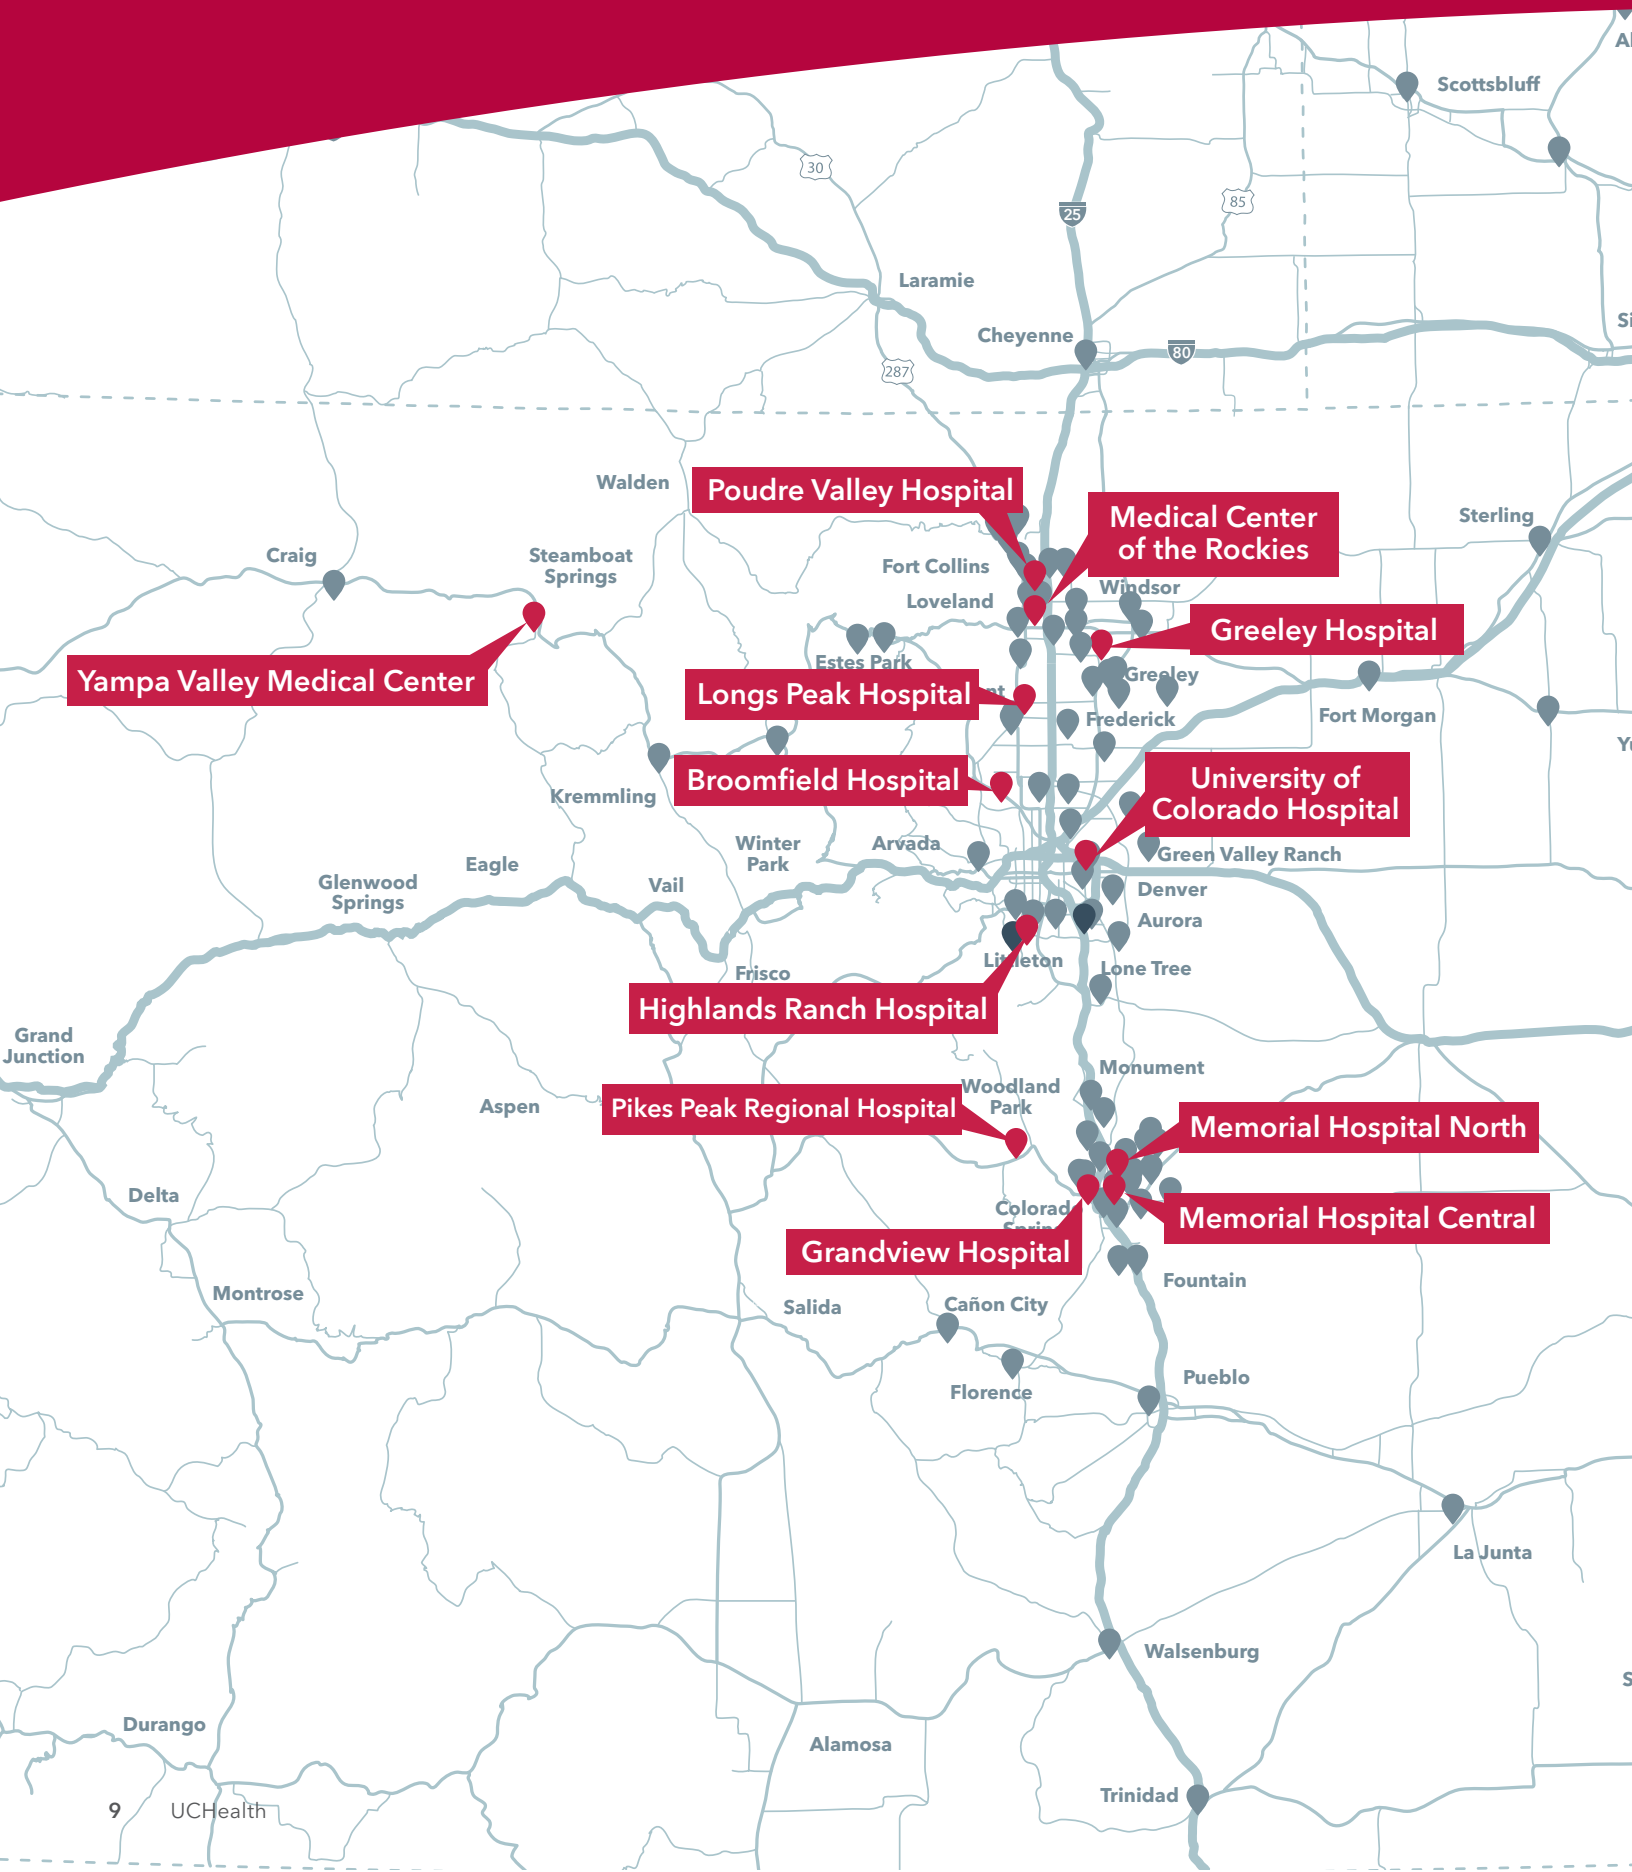 Scottsbluff
30
85
25
Laramie
Cheyenne
80
287
Walden
Poudre Valley Hospital
Medical Center
of the Rockies
Sterling
Craig
Steamboat
Springs
Fort Collins
Windsor
Loveland
Greeley Hospital
Estes Park
Yampa Valley Medical Center
Greeley
Longs Peak Hospital
Frederick
Fort Morgan
Broomfield Hospital
University of
Colorado Hospital
Kremmling
Winter
Park
Arvada
Green Valley Ranch
Eagle
Glenwood
Springs
Vail
Denver
Aurora
Littleton
Lone Tree
Frisco
Highlands Ranch Hospital
Grand
Junction
Monument
Woodland
Park
Aspen
Pikes Peak Regional Hospital
Memorial Hospital North
Delta
Colorado
Springs
Memorial Hospital Central
Grandview Hospital
Fountain
Montrose
Salida
Cañon City
Pueblo
Florence
La Junta
Walsenburg
Durango
Alamosa
Trinidad
9 UCHealth